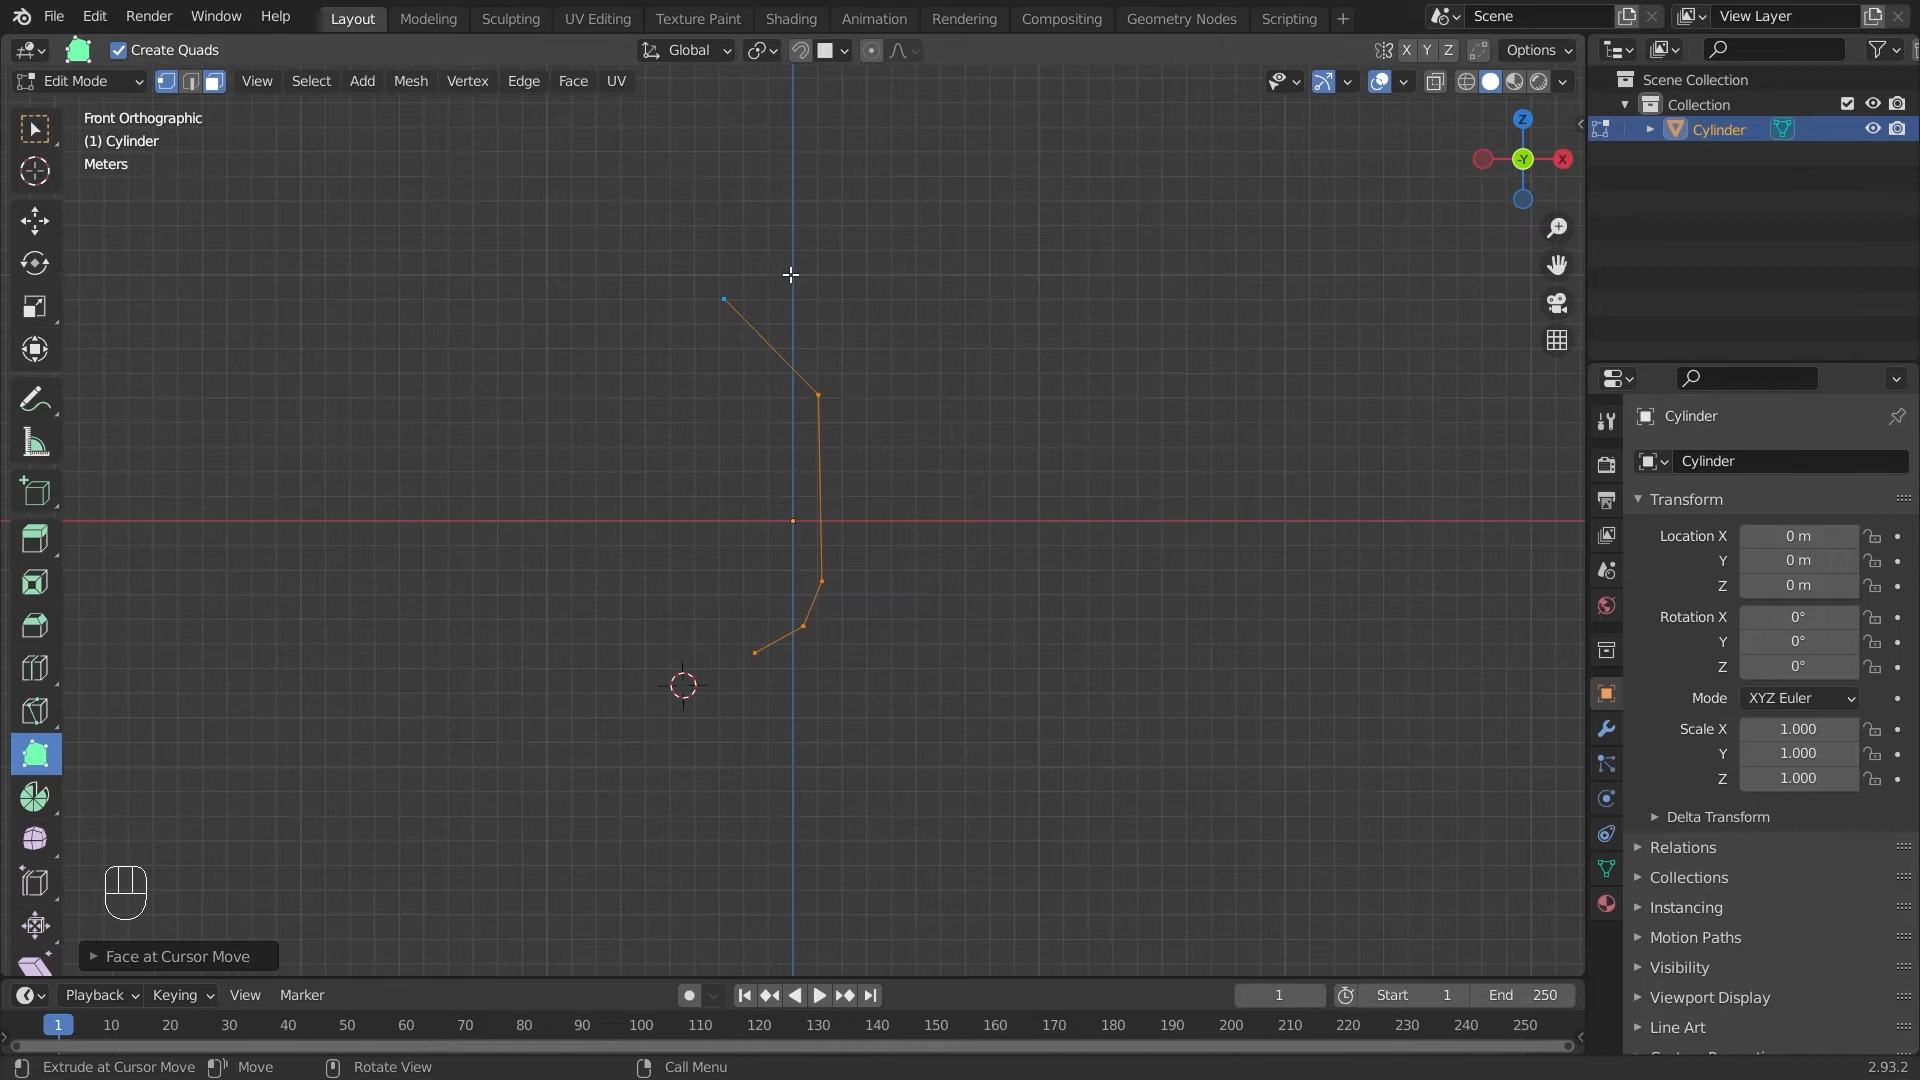 File Edit Render Window Help Layout Modeling Sculpting UV Editing Texture Paint Shading Animation Rendering Compositing Geometry Nodes Scripting + Scene View Layer
Create Quads Global X Y Z Options
Edit Mode View Select Add Mesh Vertex Edge Face UV
Scene Collection
Collection
Cylinder
Front Orthographic
(1) Cylinder
Meters
Z
-Y
X
Cylinder
Cylinder
Transform
Location X 0 m
Y 0 m
Z 0 m
Rotation X 0°
Y 0°
Z 0°
Mode XYZ Euler
Scale X 1.000
Y 1.000
Z 1.000
Delta Transform
Relations
Collections
Instancing
Motion Paths
Visibility
Viewport Display
Line Art
Face at Cursor Move
Playback Keying View Marker 1 Start 1 End 250
1 10 20 30 40 50 60 70 80 90 100 110 120 130 140 150 160 170 180 190 200 210 220 230 240 250
Extrude at Cursor Move Move Rotate View Call Menu 2.93.2